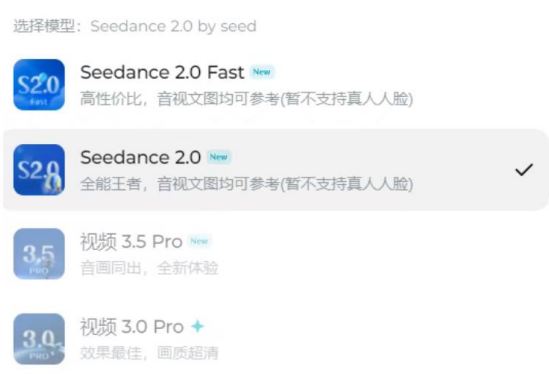 选择模型：Seedance 2.0 by seed
S2.0
Fast
Seedance 2.0 Fast New
高性价比，音视文图均可参考(暂不支持真人人脸)
S2.0
Seedance 2.0 New
全能王者，音视文图均可参考(暂不支持真人人脸)
3.5
PRO
视频 3.5 Pro New
音画同出，全新体验
3.0
PRO
视频 3.0 Pro
效果最佳，画质超清